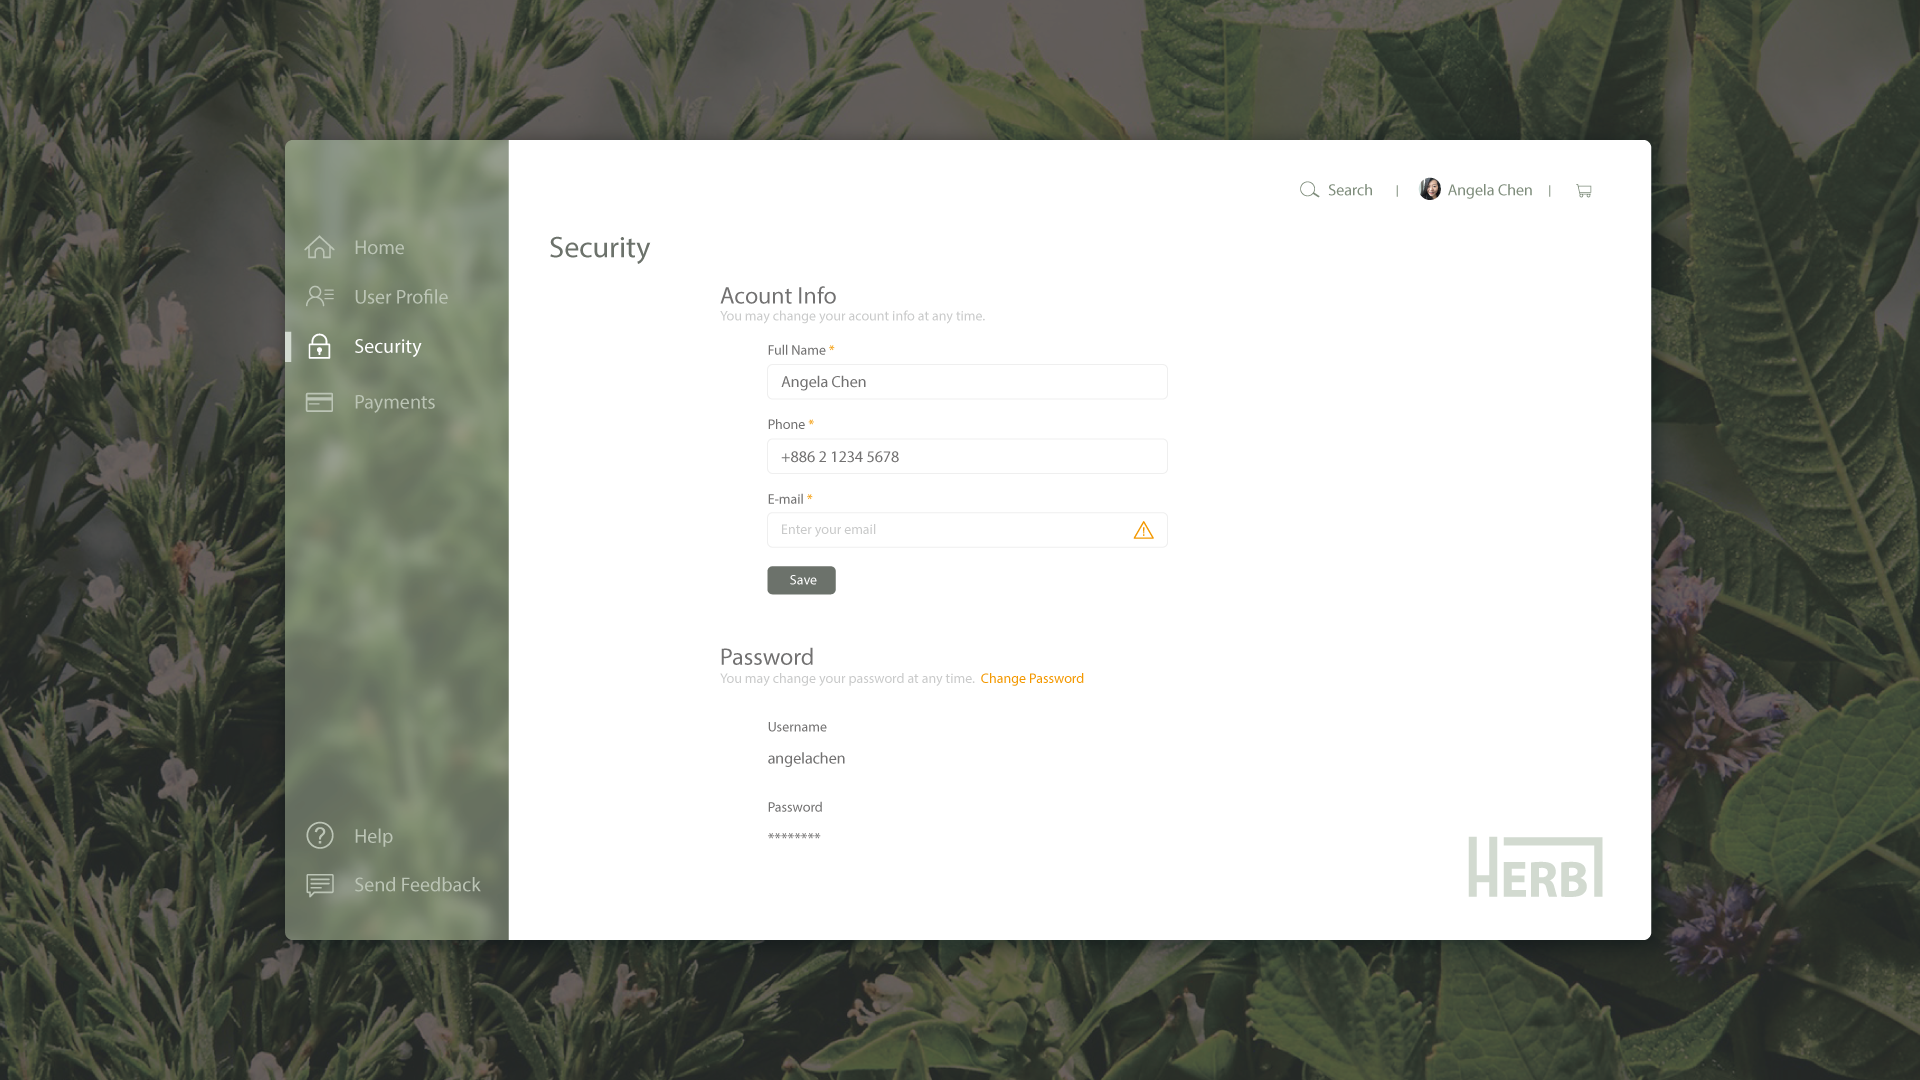 Search | Angela Chen |
Home
User Profile
Security
Payments
Help
Send Feedback
Security
Acount Info
You may change your acount info at any time.
Full Name *
Angela Chen
Phone *
+886 2 1234 5678
E-mail *
Enter your email
Save
Password
You may change your password at any time. Change Password
Username
angelachen
Password
********
HERBT